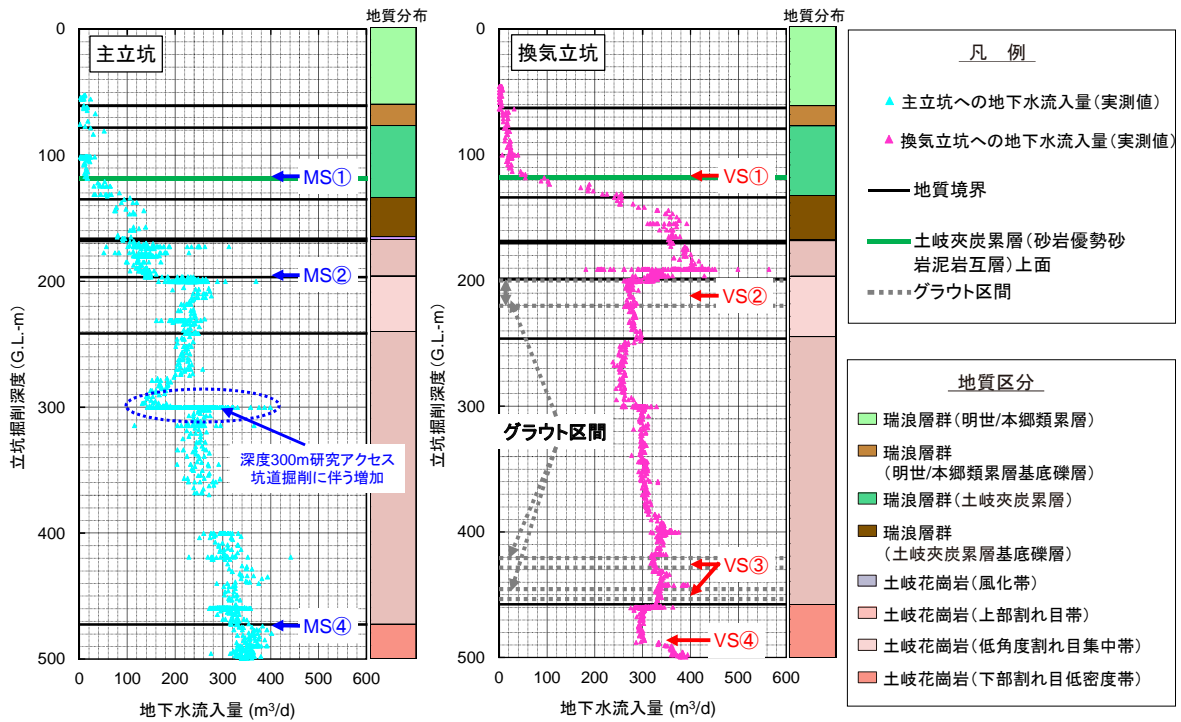 地質分布
主立坑
0
100
200
300
400
500
立坑掘削深度(G.L.-m)
MS①
MS②
深度300m研究アクセス
坑道掘削に伴う増加
MS④
0 100 200 300 400 500 600
地下水流入量 (m³/d)
地質分布
換気立坑
0
100
200
300
400
500
立坑掘削深度(G.L.-m)
VS①
VS②
グラウト区間
VS③
VS④
0 100 200 300 400 500 600
地下水流入量 (m³/d)
凡 例
主立坑への地下水流入量(実測値)
換気立坑への地下水流入量(実測値)
地質境界
土岐夾炭累層(砂岩優勢砂
岩泥岩互層)上面
グラウト区間
地質区分
瑞浪層群(明世/本郷類累層)
瑞浪層群
(明世/本郷類累層基底礫層)
瑞浪層群(土岐夾炭累層)
瑞浪層群
(土岐夾炭累層基底礫層)
土岐花崗岩(風化帯)
土岐花崗岩(上部割れ目帯)
土岐花崗岩(低角度割れ目集中帯)
土岐花崗岩(下部割れ目低密度帯)